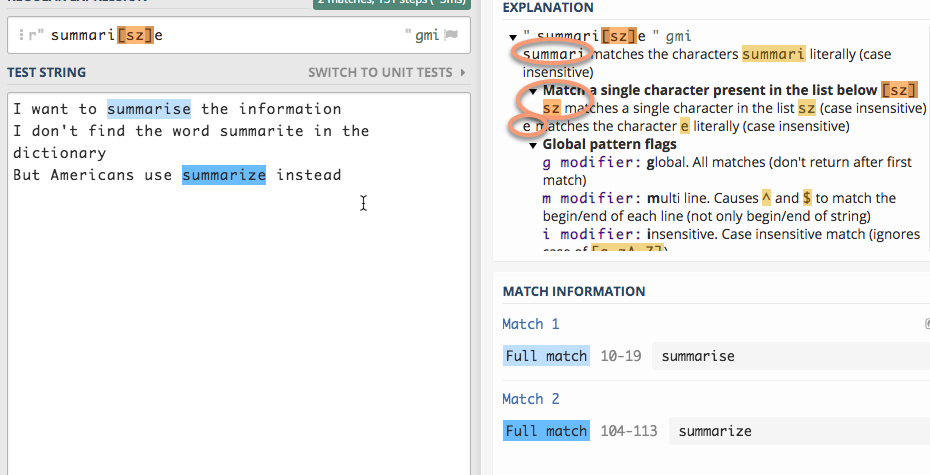 REGULAR EXPRESSION
2 matches, 131 steps (~3ms)
⋮ r" summari[sz]e " gmi
TEST STRING
SWITCH TO UNIT TESTS
I want to summarise the information
I don't find the word summarite in the
dictionary
But Americans use summarize instead
EXPLANATION
" summari[sz]e " gmi
summari matches the characters summari literally (case
insensitive)
Match a single character present in the list below [sz]
sz matches a single character in the list sz (case insensitive)
e matches the character e literally (case insensitive)
Global pattern flags
g modifier: global. All matches (don't return after first
match)
m modifier: multi line. Causes ^ and $ to match the
begin/end of each line (not only begin/end of string)
i modifier: insensitive. Case insensitive match (ignores
case of [a-zA-Z])
MATCH INFORMATION
Match 1
Full match 10-19 summarise
Match 2
Full match 104-113 summarize